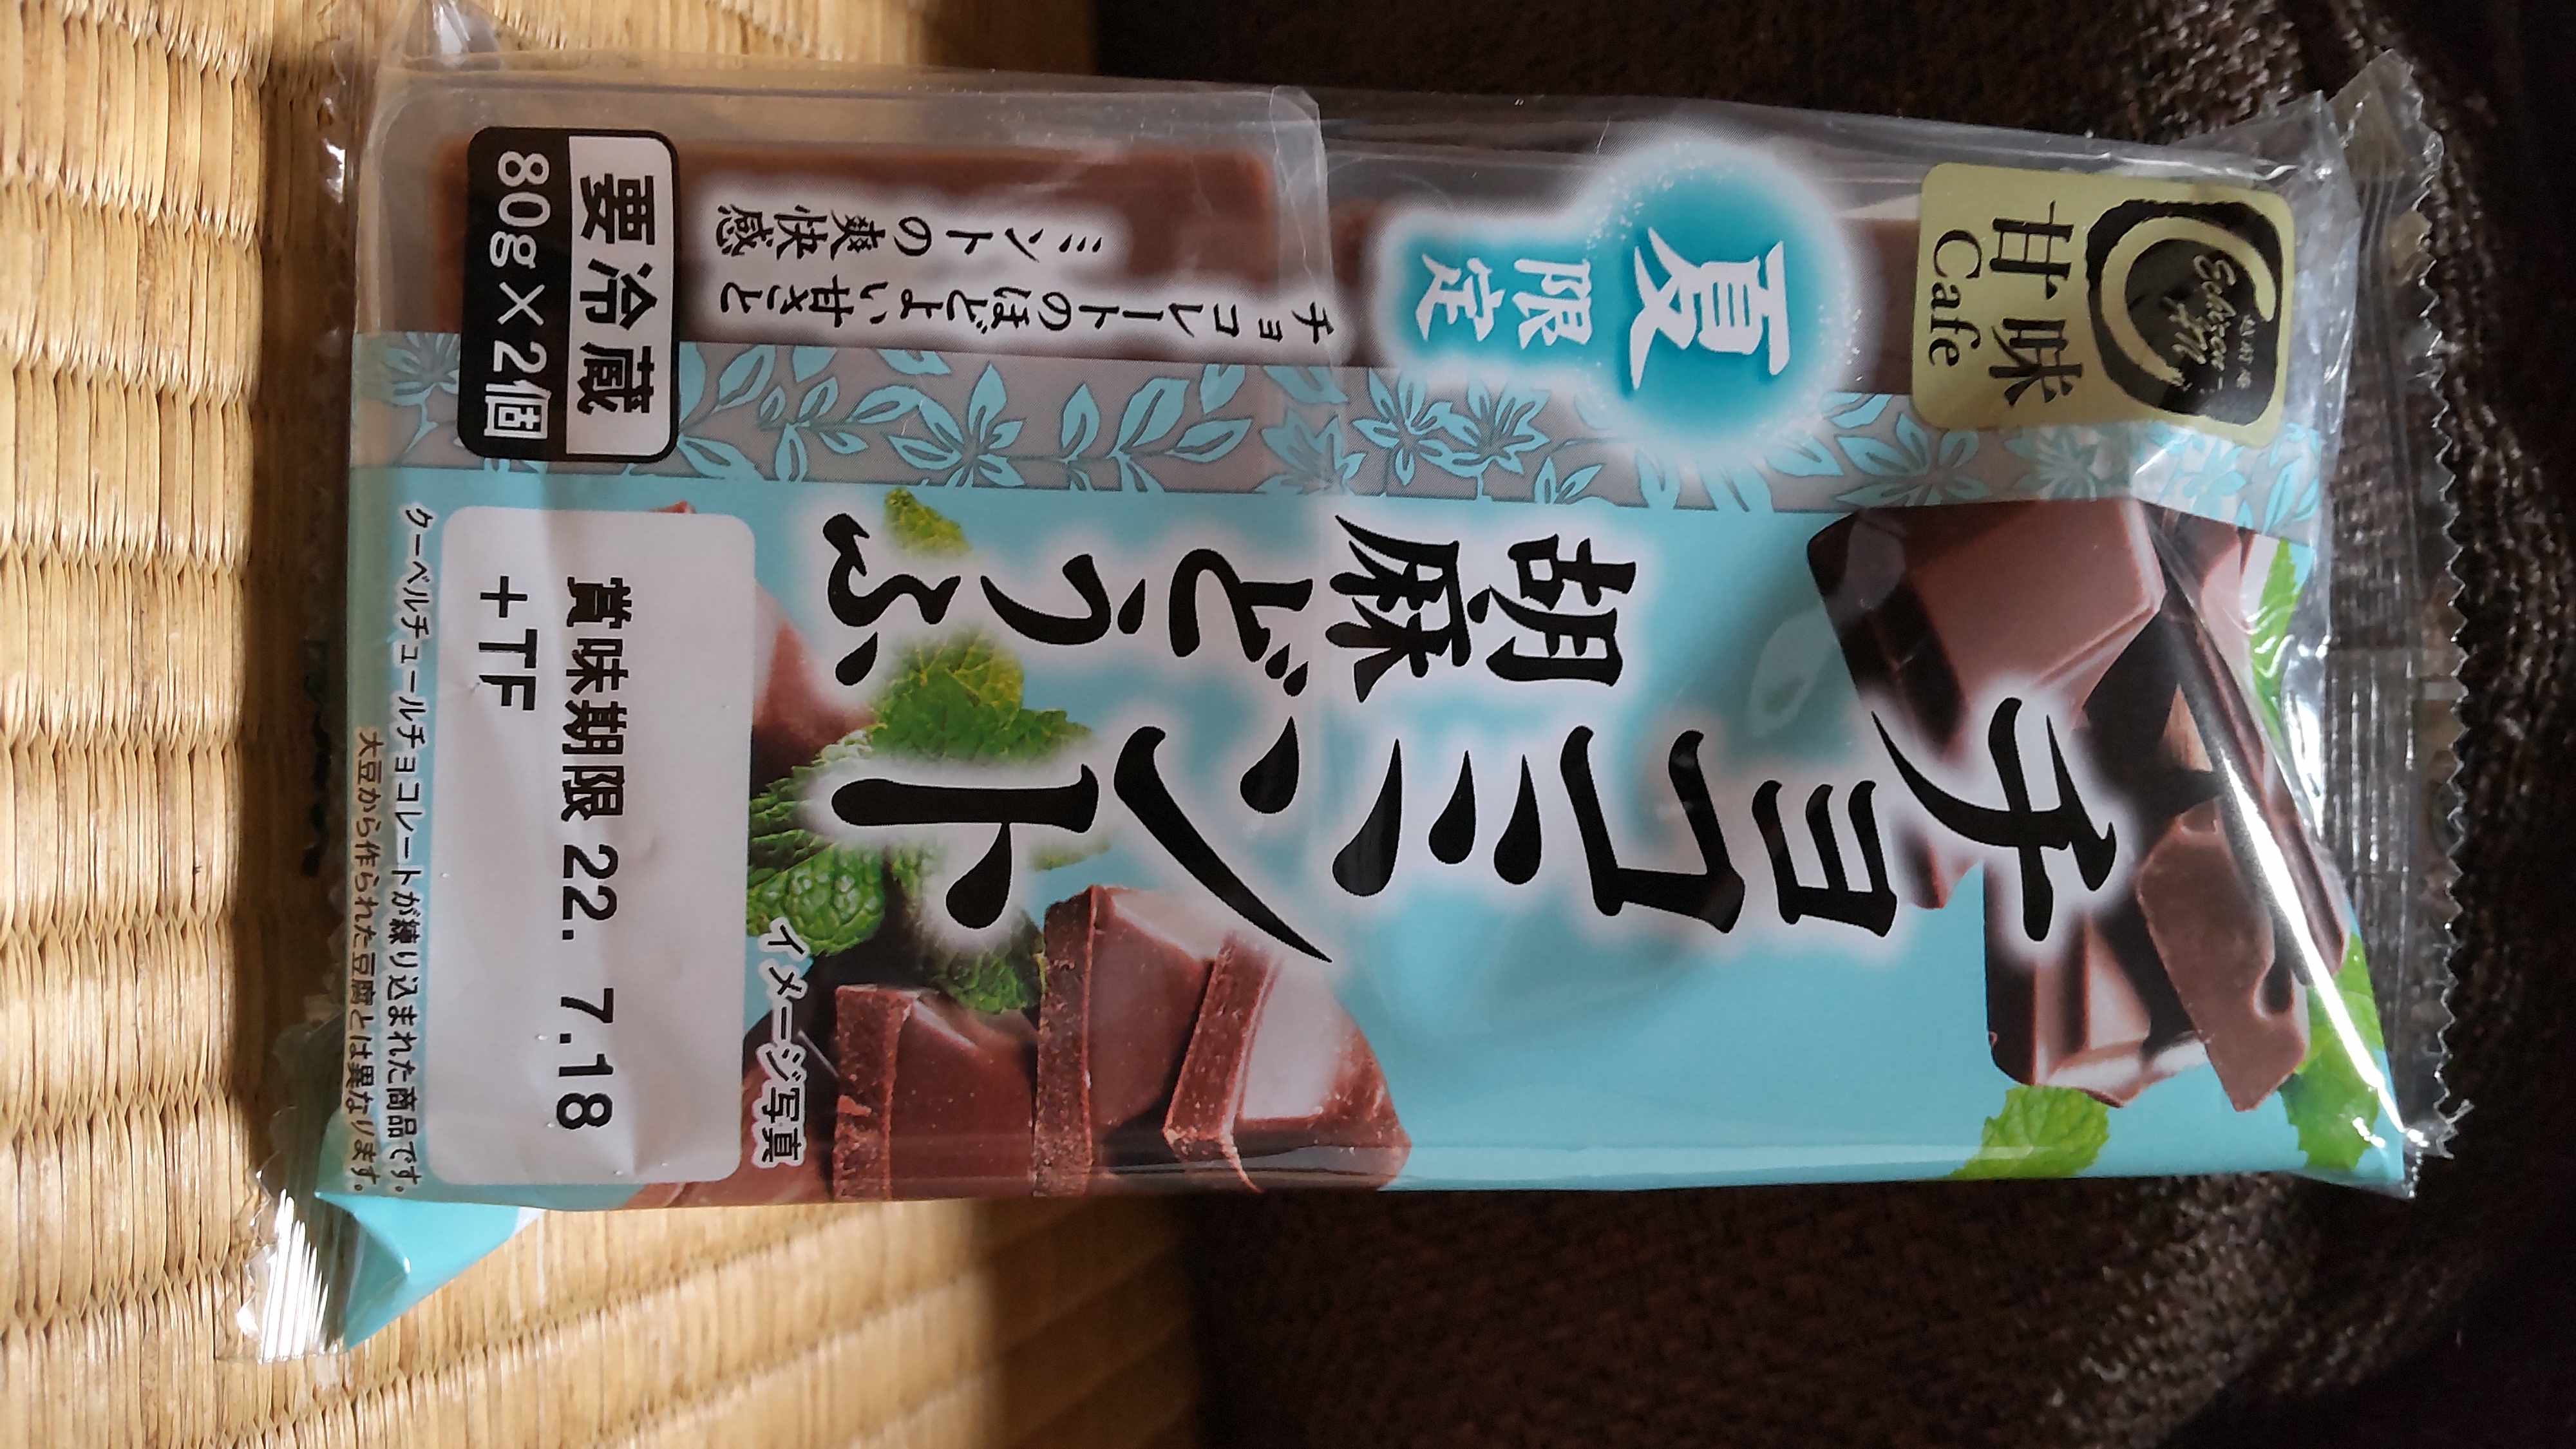 甘味
Cafe
夏
限定
チョコミント
胡麻どうふ
チョコレートのほどよい甘さと
ミントの爽快感
要冷蔵
80g×2個
イメージ写真
賞味期限 22. 7.18
+TF
クーベルチュールチョコレートが練り込まれた商品です。
大豆から作られた豆腐とは異なります。